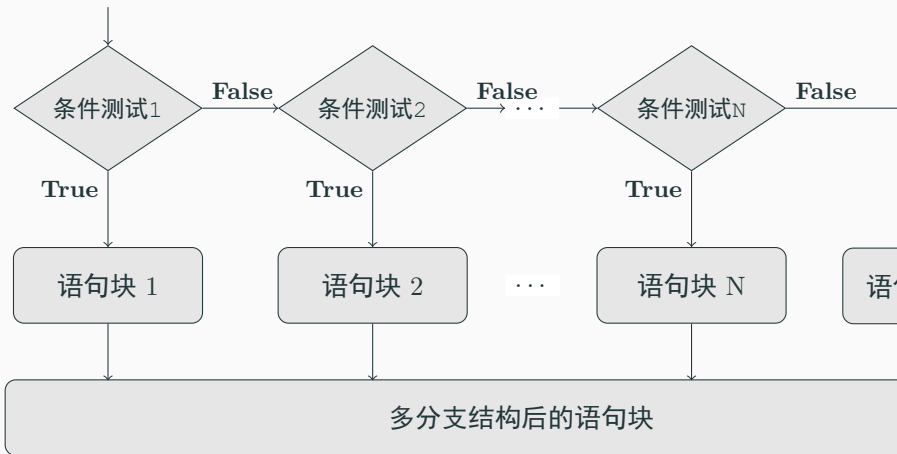 条件测试1
False
条件测试2
False
···
条件测试N
False
True
True
True
语句块 1
语句块 2
···
语句块 N
语
多分支结构后的语句块